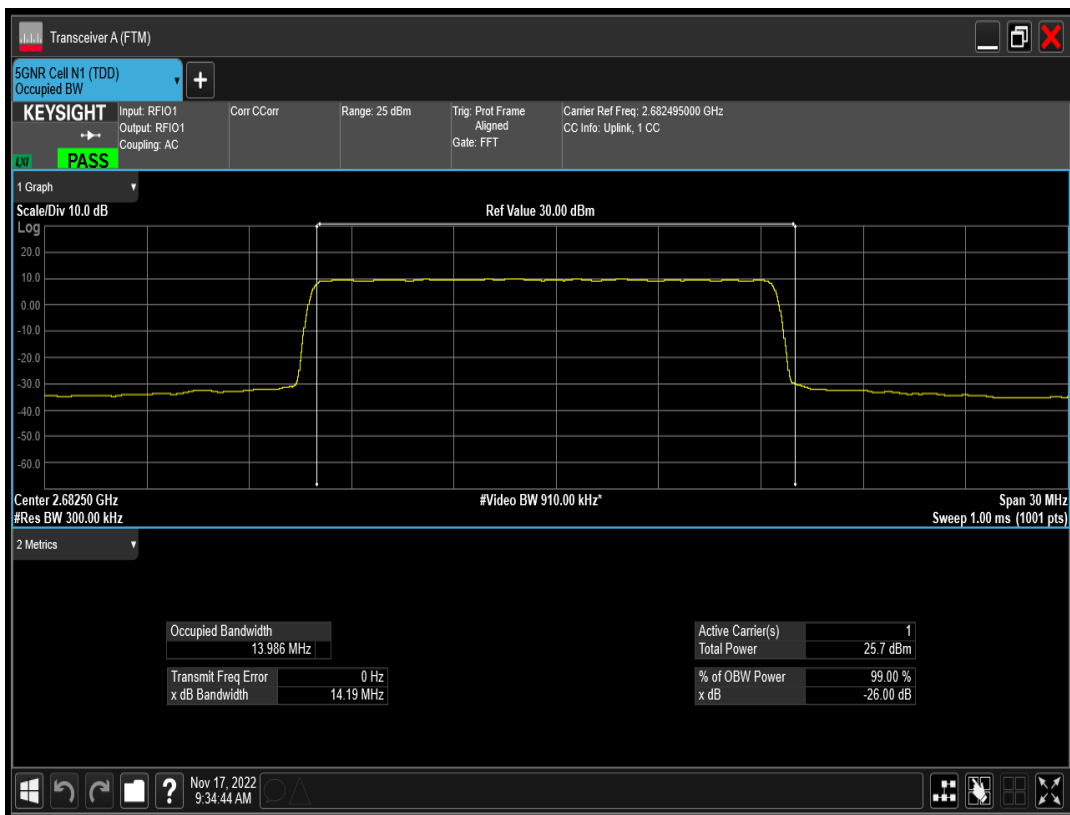 Transceiver A (FTM)
5GNR Cell N1 (TDD)
Occupied BW
+
KEYSIGHT
LXI
PASS
Input: RFIO1
Output: RFIO1
Coupling: AC
Corr CCorr
Range: 25 dBm
Trig: Prot Frame
Aligned
Gate: FFT
Carrier Ref Freq: 2.682495000 GHz
CC Info: Uplink, 1 CC
1 Graph
Scale/Div 10.0 dB
Ref Value 30.00 dBm
Log
20.0
10.0
0.00
-10.0
-20.0
-30.0
-40.0
-50.0
-60.0
Center 2.68250 GHz
#Video BW 910.00 kHz*
Span 30 MHz
#Res BW 300.00 kHz
Sweep 1.00 ms (1001 pts)
2 Metrics
Occupied Bandwidth
13.986 MHz
Transmit Freq Error 0 Hz
x dB Bandwidth 14.19 MHz
Active Carrier(s) 1
Total Power 25.7 dBm
% of OBW Power 99.00 %
x dB -26.00 dB
?
Nov 17, 2022
9:34:44 AM